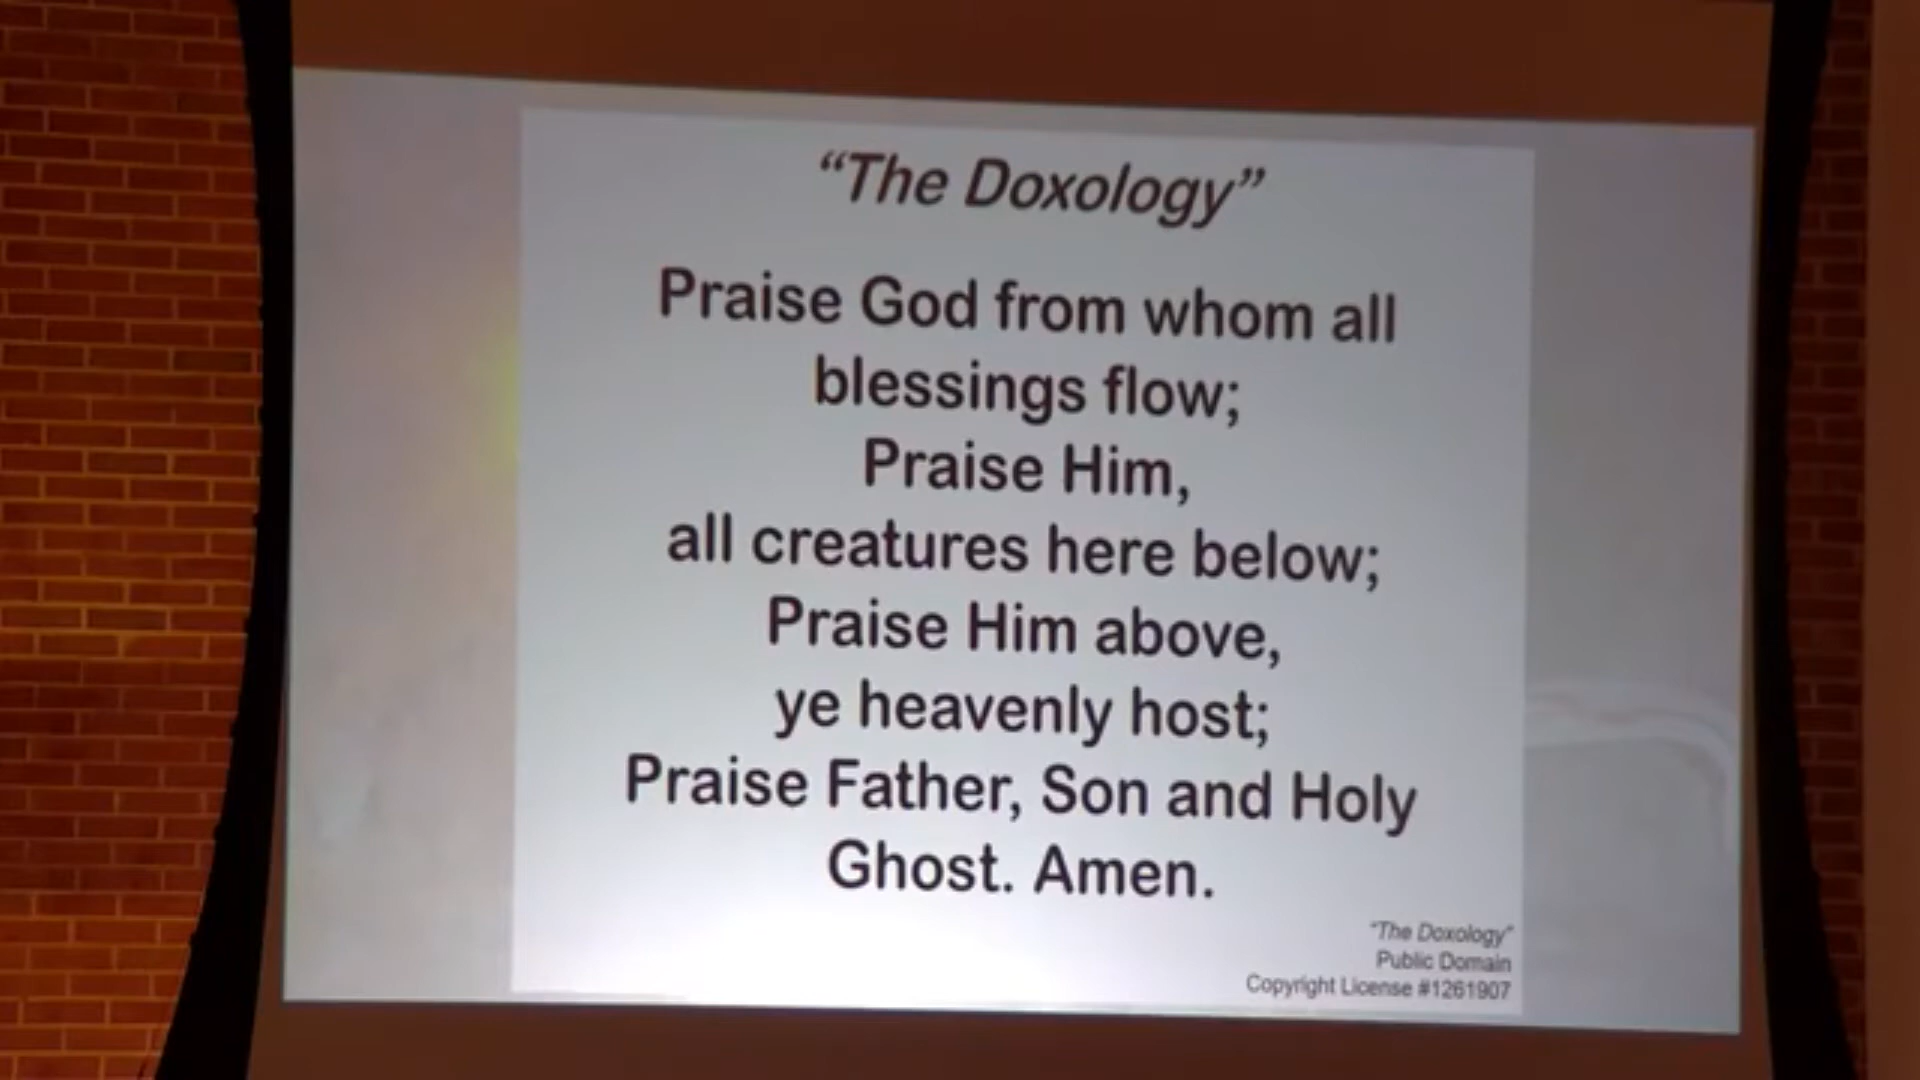 “The Doxology”
Praise God from whom all
blessings flow;
Praise Him,
all creatures here below;
Praise Him above,
ye heavenly host;
Praise Father, Son and Holy
Ghost. Amen.
“The Doxology”
Public Domain
Copyright License #1261907